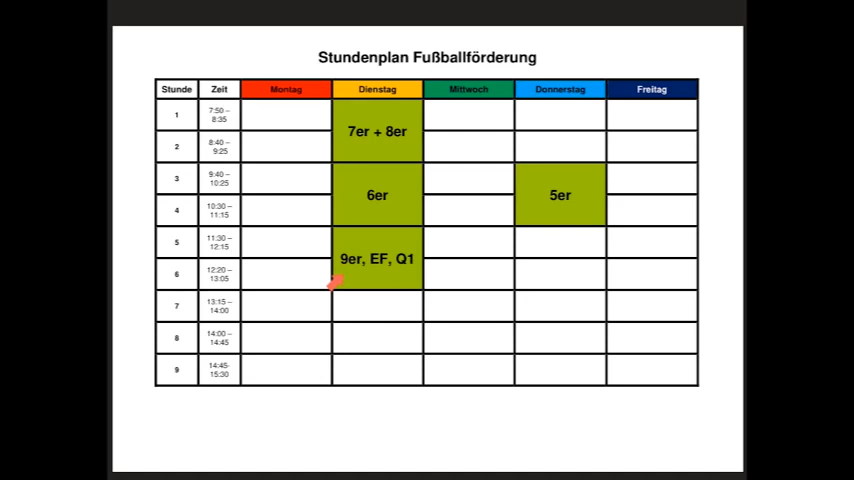 Stundenplan Fußballförderung
Stunde Zeit Montag Dienstag Mittwoch Donnerstag Freitag
1 7:50 – 8:35 7er + 8er
2 8:40 – 9:25
3 9:40 – 10:25 6er 5er
4 10:30 – 11:15
5 11:30 – 12:15 9er, EF, Q1
6 12:20 – 13:05
7 13:15 – 14:00
8 14:00 – 14:45
9 14:45- 15:30